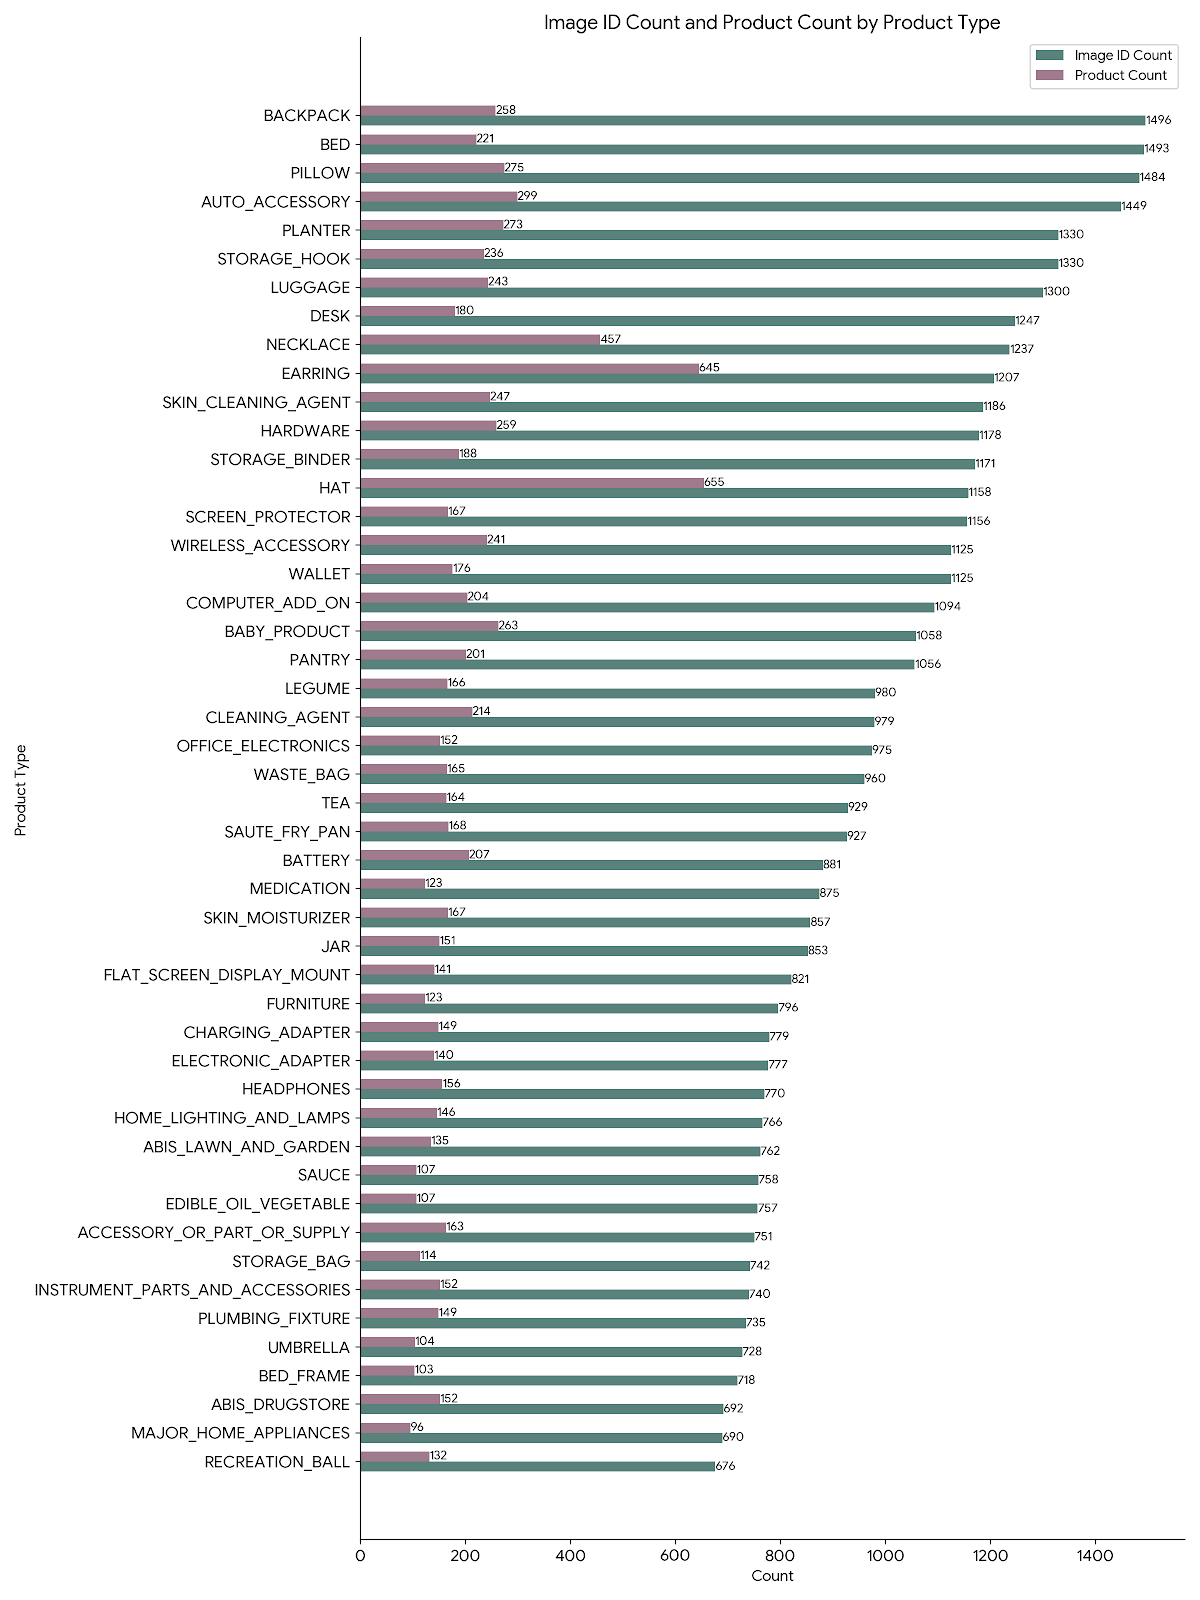 Image ID Count and Product Count by Product Type
Image ID Count
Product Count
Product Type
BACKPACK 258 1496
BED 221 1493
PILLOW 275 1484
AUTO_ACCESSORY 299 1449
PLANTER 273 1330
STORAGE_HOOK 236 1330
LUGGAGE 243 1300
DESK 180 1247
NECKLACE 457 1237
EARRING 645 1207
SKIN_CLEANING_AGENT 247 1186
HARDWARE 259 1178
STORAGE_BINDER 188 1171
HAT 655 1158
SCREEN_PROTECTOR 167 1156
WIRELESS_ACCESSORY 241 1125
WALLET 176 1125
COMPUTER_ADD_ON 204 1094
BABY_PRODUCT 263 1058
PANTRY 201 1056
LEGUME 166 980
CLEANING_AGENT 214 979
OFFICE_ELECTRONICS 152 975
WASTE_BAG 165 960
TEA 164 929
SAUTE_FRY_PAN 168 927
BATTERY 207 881
MEDICATION 123 875
SKIN_MOISTURIZER 167 857
JAR 151 853
FLAT_SCREEN_DISPLAY_MOUNT 141 821
FURNITURE 123 796
CHARGING_ADAPTER 149 779
ELECTRONIC_ADAPTER 140 777
HEADPHONES 156 770
HOME_LIGHTING_AND_LAMPS 146 766
ABIS_LAWN_AND_GARDEN 135 762
SAUCE 107 758
EDIBLE_OIL_VEGETABLE 107 757
ACCESSORY_OR_PART_OR_SUPPLY 163 751
STORAGE_BAG 114 742
INSTRUMENT_PARTS_AND_ACCESSORIES 152 740
PLUMBING_FIXTURE 149 735
UMBRELLA 104 728
BED_FRAME 103 718
ABIS_DRUGSTORE 152 692
MAJOR_HOME_APPLIANCES 96 690
RECREATION_BALL 132 676
0 200 400 600 800 1000 1200 1400
Count